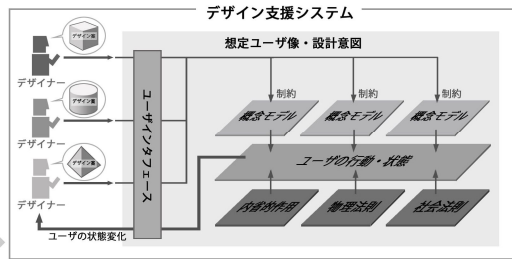 デザイン支援システム
想定ユーザ像・設計意図
デザイン案
デザイナー
デザイン案
デザイナー
デザイン案
デザイナー
ユーザインタフェース
制約
制約
制約
概念モデル
概念モデル
概念モデル
ユーザの行動・状態
内省的作用
物理法則
社会法則
ユーザの状態変化